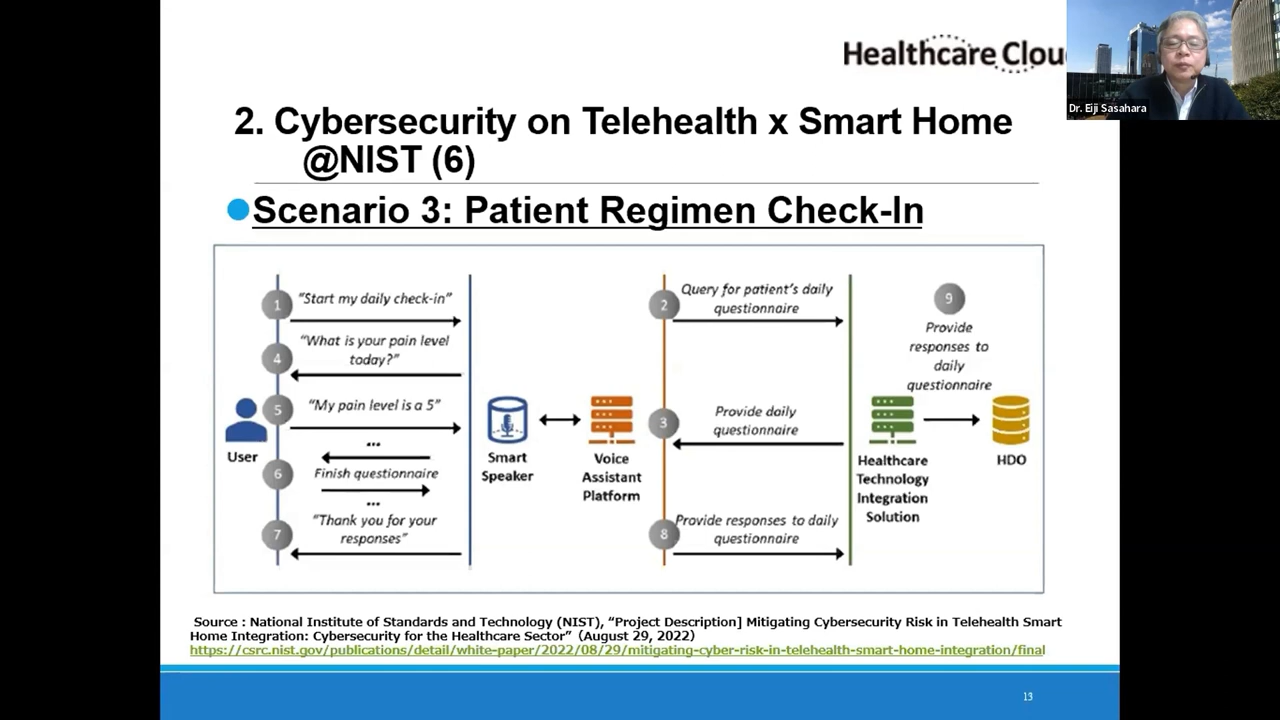 Healthcare Clou
Dr. Eiji Sasahara
2. Cybersecurity on Telehealth x Smart Home
@NIST (6)
Scenario 3: Patient Regimen Check-In
1
"Start my daily check-in"
4
"What is your pain level
today?"
5
"My pain level is a 5"
...
6
Finish questionnaire
...
7
"Thank you for your
responses"
User
Smart
Speaker
Voice
Assistant
Platform
2
Query for patient's daily
questionnaire
3
Provide daily
questionnaire
8
Provide responses to daily
questionnaire
9
Provide
responses to
daily
questionnaire
Healthcare
Technology
Integration
Solution
HDO
Source : National Institute of Standards and Technology (NIST), “Project Description] Mitigating Cybersecurity Risk in Telehealth Smart
Home Integration: Cybersecurity for the Healthcare Sector” （August 29, 2022）
https://csrc.nist.gov/publications/detail/white-paper/2022/08/29/mitigating-cyber-risk-in-telehealth-smart-home-integration/final
13